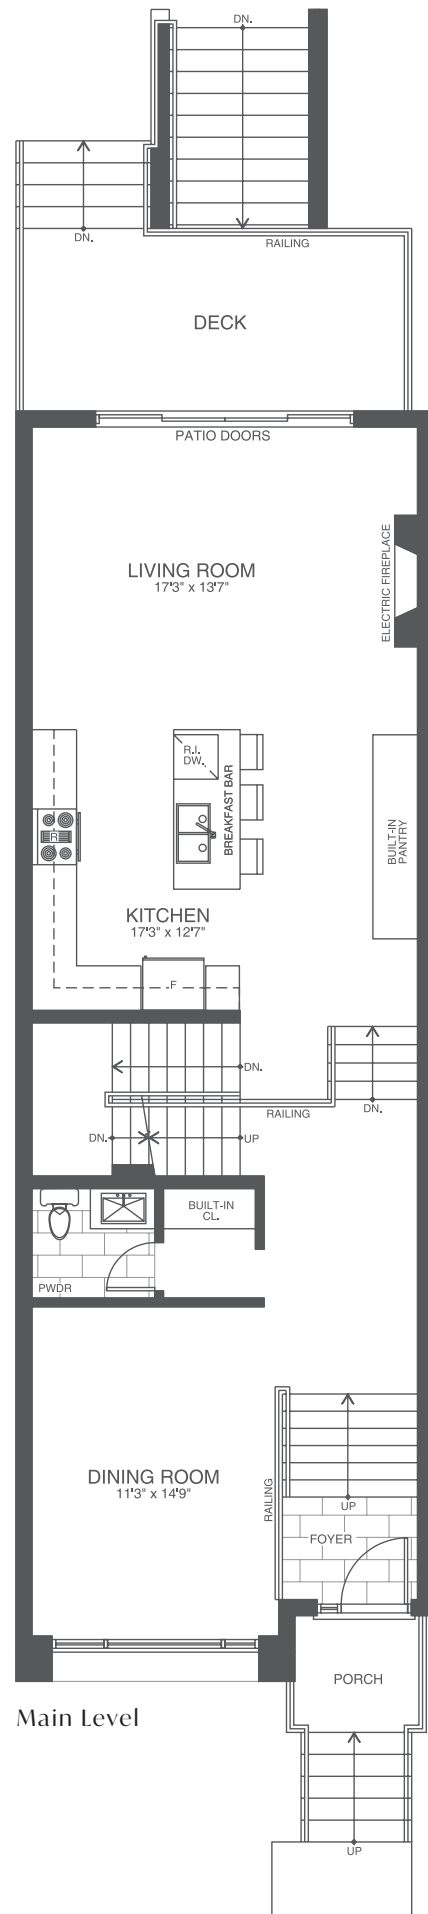 DN.
DN.
RAILING
DECK
PATIO DOORS
ELECTRIC FIREPLACE
LIVING ROOM
17'3" x 13'7"
R.I.
DW.
BREAKFAST BAR
R
BUILT-IN
PANTRY
KITCHEN
17'3" x 12'7"
F
DN.
RAILING
DN.
DN.
UP
BUILT-IN
CL.
PWDR
DINING ROOM
11'3" x 14'9"
RAILING
UP
FOYER
PORCH
Main Level
UP